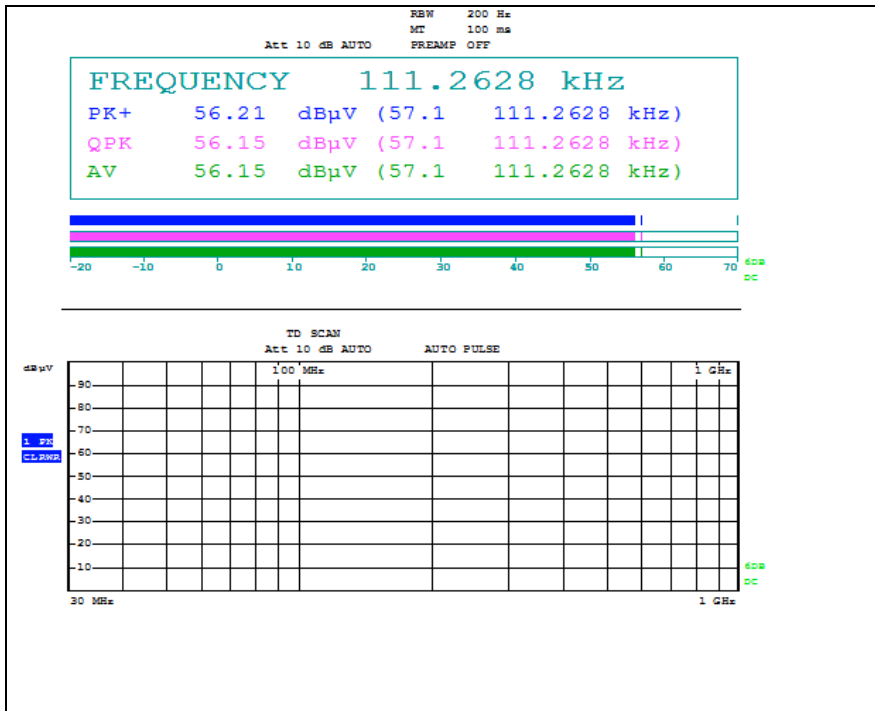 RBW 200 Hz
MT 100 ms
Att 10 dB AUTO PREAMP OFF
FREQUENCY 111.2628 kHz
PK+ 56.21 dBµV (57.1 111.2628 kHz)
QPK 56.15 dBµV (57.1 111.2628 kHz)
AV 56.15 dBµV (57.1 111.2628 kHz)
-20 -10 0 10 20 30 40 50 60 70
6DB
DC
TD SCAN
Att 10 dB AUTO AUTO PULSE
dBµV
100 MHz 1 GHz
90
80
70
1 PK
CLRWR
60
50
40
30
20
10
6DB
DC
30 MHz 1 GHz